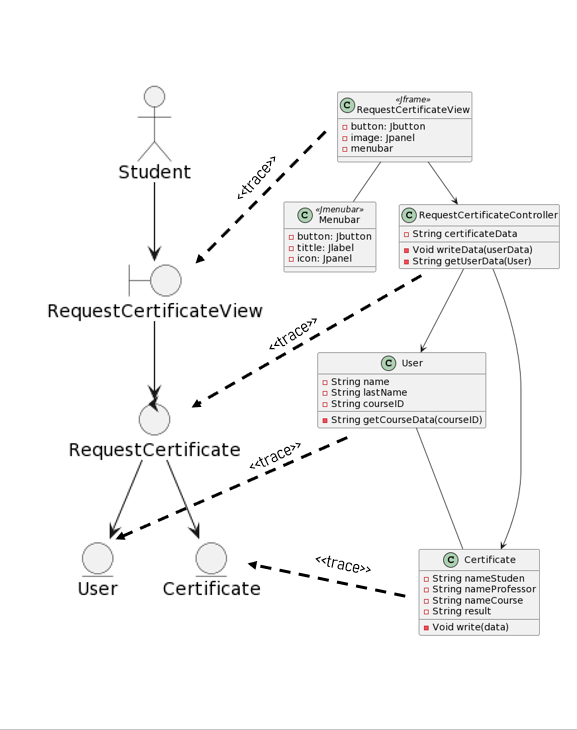 Student
RequestCertificateView
RequestCertificate
User
Certificate
<<trace>>
<<trace>>
<<trace>>
<<trace>>
C
«Jframe»
RequestCertificateView
button: Jbutton
image: Jpanel
menubar
C
«Jmenubar»
Menubar
button: Jbutton
tittle: Jlabel
icon: Jpanel
C RequestCertificateController
String certificateData
Void writeData(userData)
String getUserData(User)
C User
String name
String lastName
String courseID
String getCourseData(courseID)
C Certificate
String nameStuden
String nameProfessor
String nameCourse
String result
Void write(data)